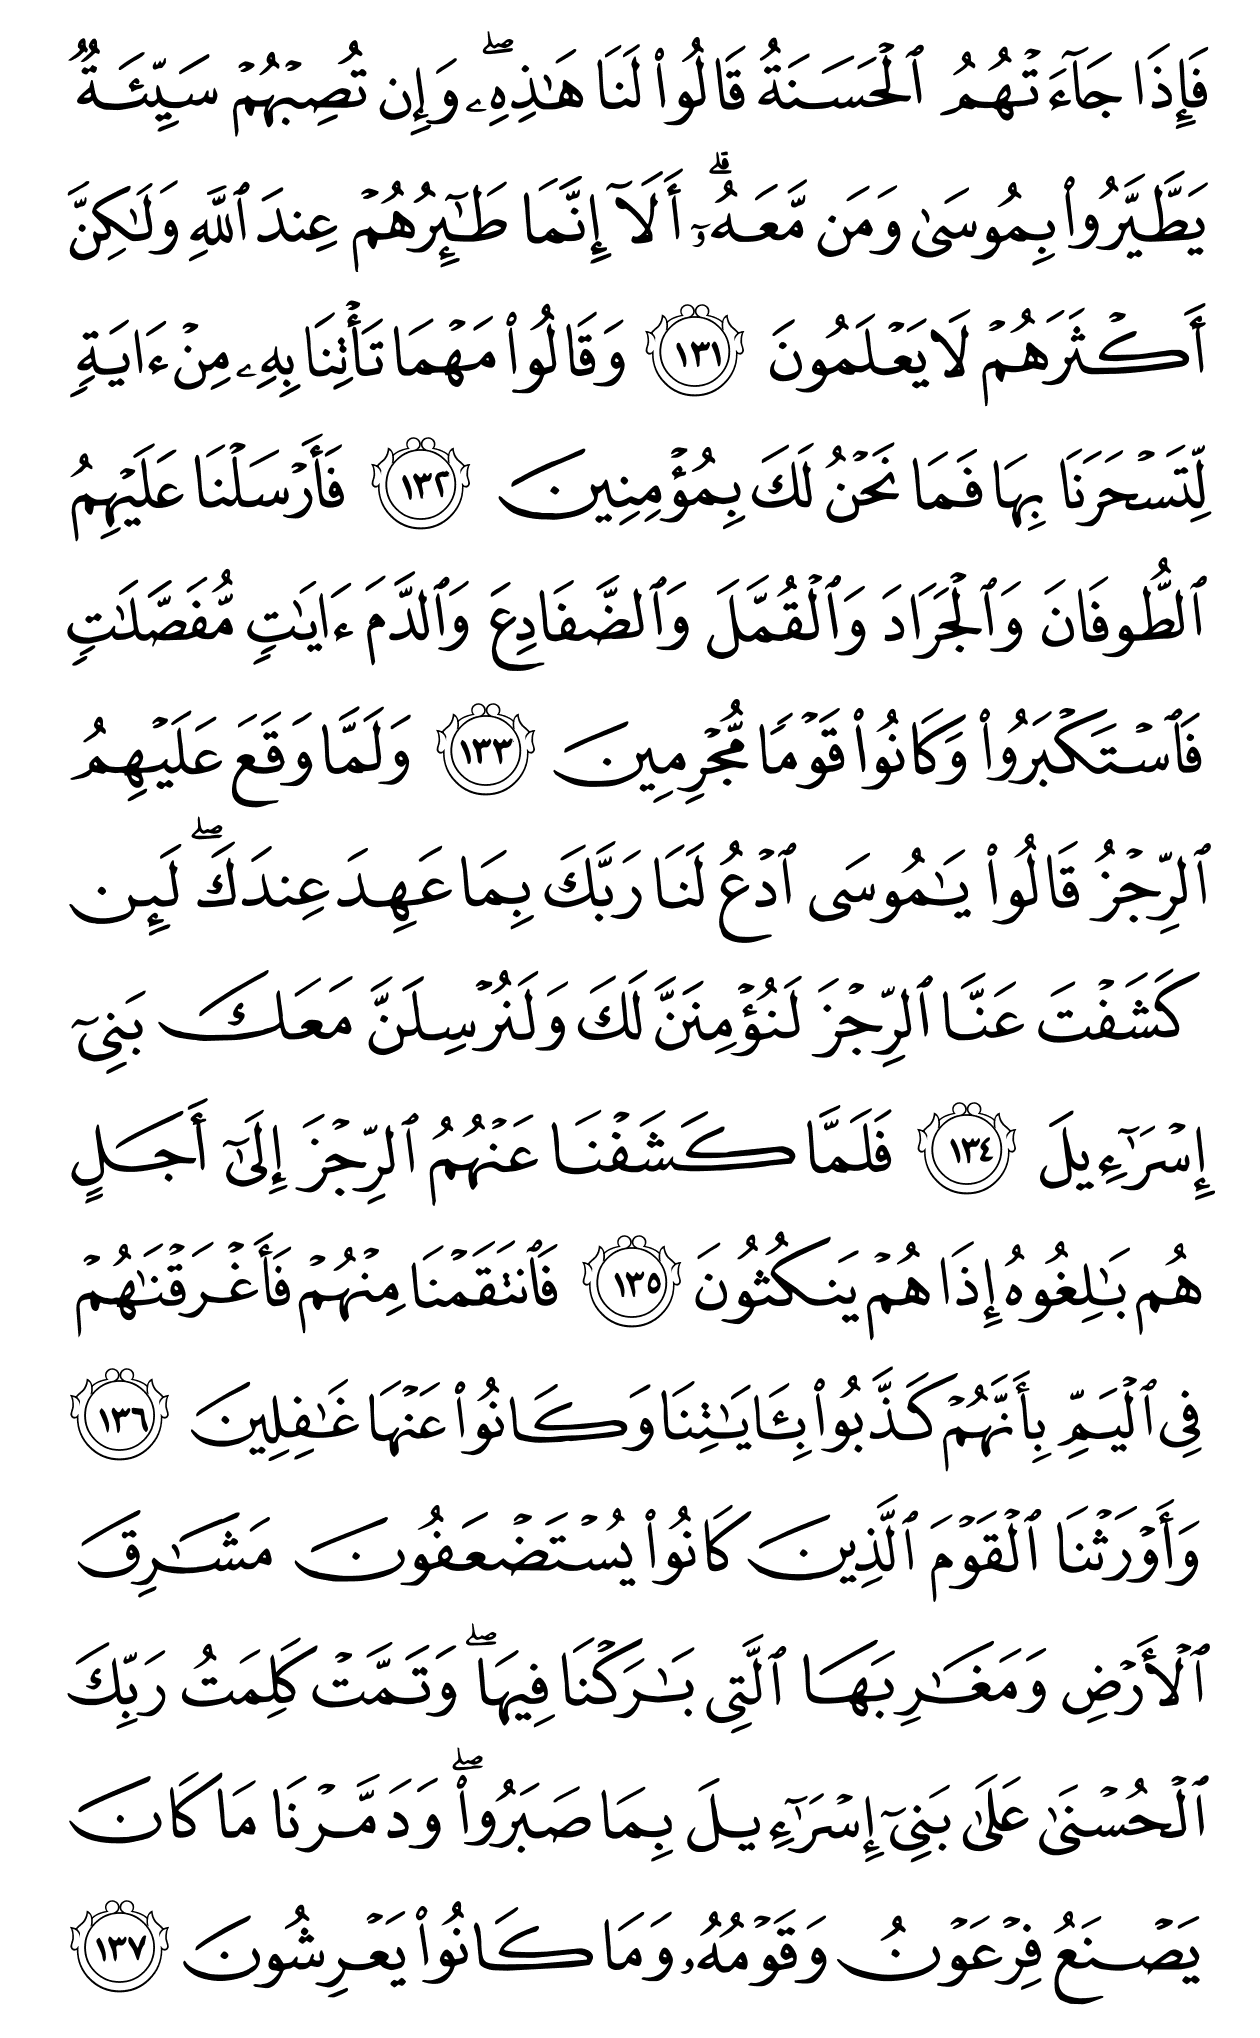 فَإِذَا جَآءَتۡهُمُ ٱلۡحَسَنَةُ قَالُواْ لَنَا هَٰذِهِۦۖ وَإِن تُصِبۡهُمۡ سَيِّئَةٞ
يَطَّيَّرُواْ بِمُوسَىٰ وَمَن مَّعَهُۥٓۗ أَلَآ إِنَّمَا طَٰٓئِرُهُمۡ عِندَ ٱللَّهِ وَلَٰكِنَّ
أَكۡثَرَهُمۡ لَا يَعۡلَمُونَ ١٣١ وَقَالُواْ مَهۡمَا تَأۡتِنَا بِهِۦ مِنۡ ءَايَةٖ
لِّتَسۡحَرَنَا بِهَا فَمَا نَحۡنُ لَكَ بِمُؤۡمِنِينَ ١٣٢ فَأَرۡسَلۡنَا عَلَيۡهِمُ
ٱلطُّوفَانَ وَٱلۡجَرَادَ وَٱلۡقُمَّلَ وَٱلضَّفَادِعَ وَٱلدَّمَ ءَايَٰتٖ مُّفَصَّلَٰتٖ
فَٱسۡتَكۡبَرُواْ وَكَانُواْ قَوۡمٗا مُّجۡرِمِينَ ١٣٣ وَلَمَّا وَقَعَ عَلَيۡهِمُ
ٱلرِّجۡزُ قَالُواْ يَٰمُوسَى ٱدۡعُ لَنَا رَبَّكَ بِمَا عَهِدَ عِندَكَۖ لَئِن
كَشَفۡتَ عَنَّا ٱلرِّجۡزَ لَنُؤۡمِنَنَّ لَكَ وَلَنُرۡسِلَنَّ مَعَكَ بَنِيٓ
إِسۡرَٰٓءِيلَ ١٣٤ فَلَمَّا كَشَفۡنَا عَنۡهُمُ ٱلرِّجۡزَ إِلَىٰٓ أَجَلٍ
هُم بَٰلِغُوهُ إِذَا هُمۡ يَنكُثُونَ ١٣٥ فَٱنتَقَمۡنَا مِنۡهُمۡ فَأَغۡرَقۡنَٰهُمۡ
فِي ٱلۡيَمِّ بِأَنَّهُمۡ كَذَّبُواْ بِـَٔايَٰتِنَا وَكَانُواْ عَنۡهَا غَٰفِلِينَ ١٣٦
وَأَوۡرَثۡنَا ٱلۡقَوۡمَ ٱلَّذِينَ كَانُواْ يُسۡتَضۡعَفُونَ مَشَٰرِقَ
ٱلۡأَرۡضِ وَمَغَٰرِبَهَا ٱلَّتِي بَٰرَكۡنَا فِيهَاۖ وَتَمَّتۡ كَلِمَتُ رَبِّكَ
ٱلۡحُسۡنَىٰ عَلَىٰ بَنِيٓ إِسۡرَٰٓءِيلَ بِمَا صَبَرُواْۖ وَدَمَّرۡنَا مَا كَانَ
يَصۡنَعُ فِرۡعَوۡنُ وَقَوۡمُهُۥ وَمَا كَانُواْ يَعۡرِشُونَ ١٣٧